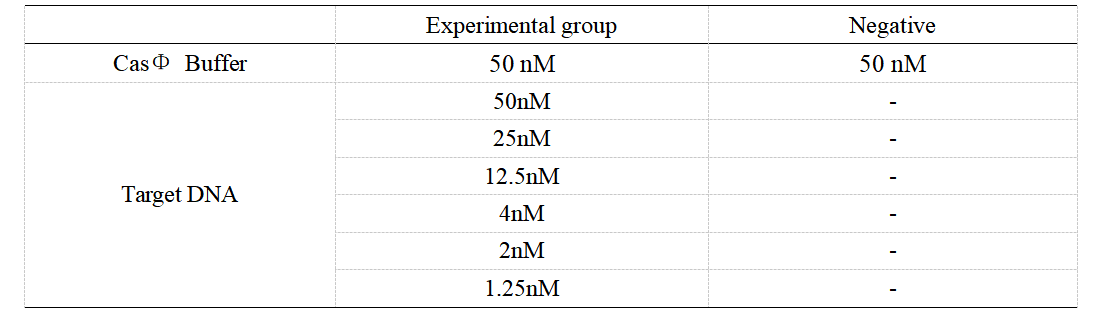 Experimental group Negative
CasΦ Buffer 50 nM 50 nM
50nM -
25nM -
12.5nM -
Target DNA
4nM -
2nM -
1.25nM -